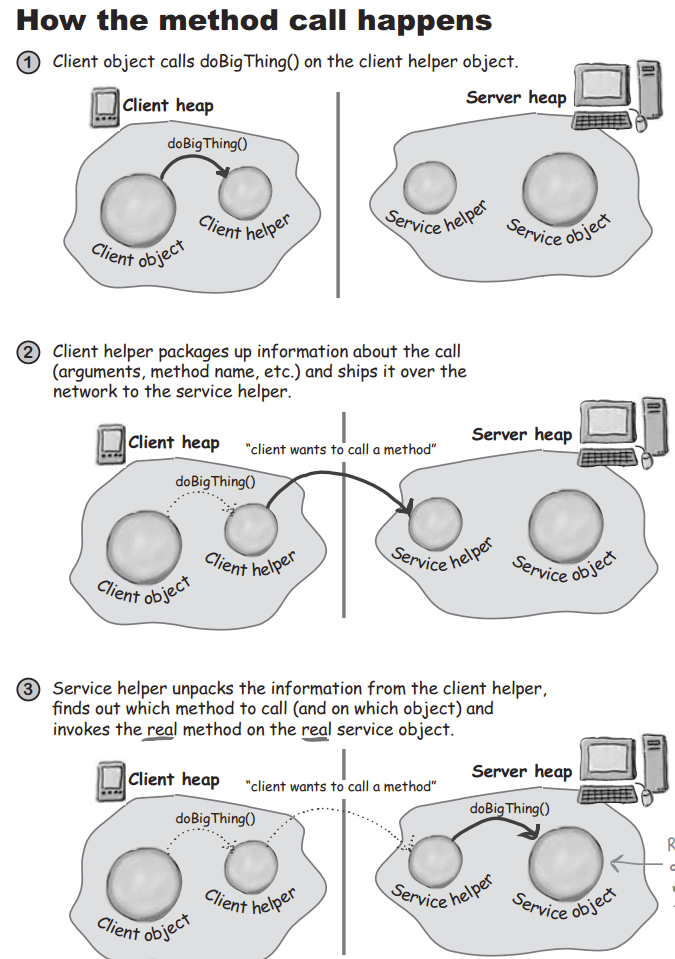 How the method call happens
1 Client object calls doBigThing() on the client helper object.
Client heap
Server heap
doBigThing()
Client object
Client helper
Service helper
Service object
2 Client helper packages up information about the call
(arguments, method name, etc.) and ships it over the
network to the service helper.
Client heap
"client wants to call a method"
Server heap
doBigThing()
Client object
Client helper
Service helper
Service object
3 Service helper unpacks the information from the client helper,
finds out which method to call (and on which object) and
invokes the real method on the real service object.
Client heap
"client wants to call a method"
Server heap
doBigThing()
doBigThing()
Client object
Client helper
Service helper
Service object